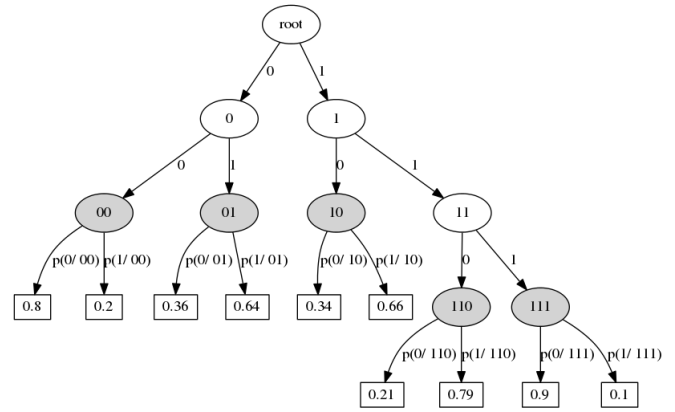 root
0 1
0 1
0 1 0 1
00 01 10 11
p(0/ 00) p(1/ 00) p(0/ 01) p(1/ 01) p(0/ 10) p(1/ 10) 0 1
0.8 0.2 0.36 0.64 0.34 0.66 110 111
p(0/ 110) p(1/ 110) p(0/ 111) p(1/ 111)
0.21 0.79 0.9 0.1